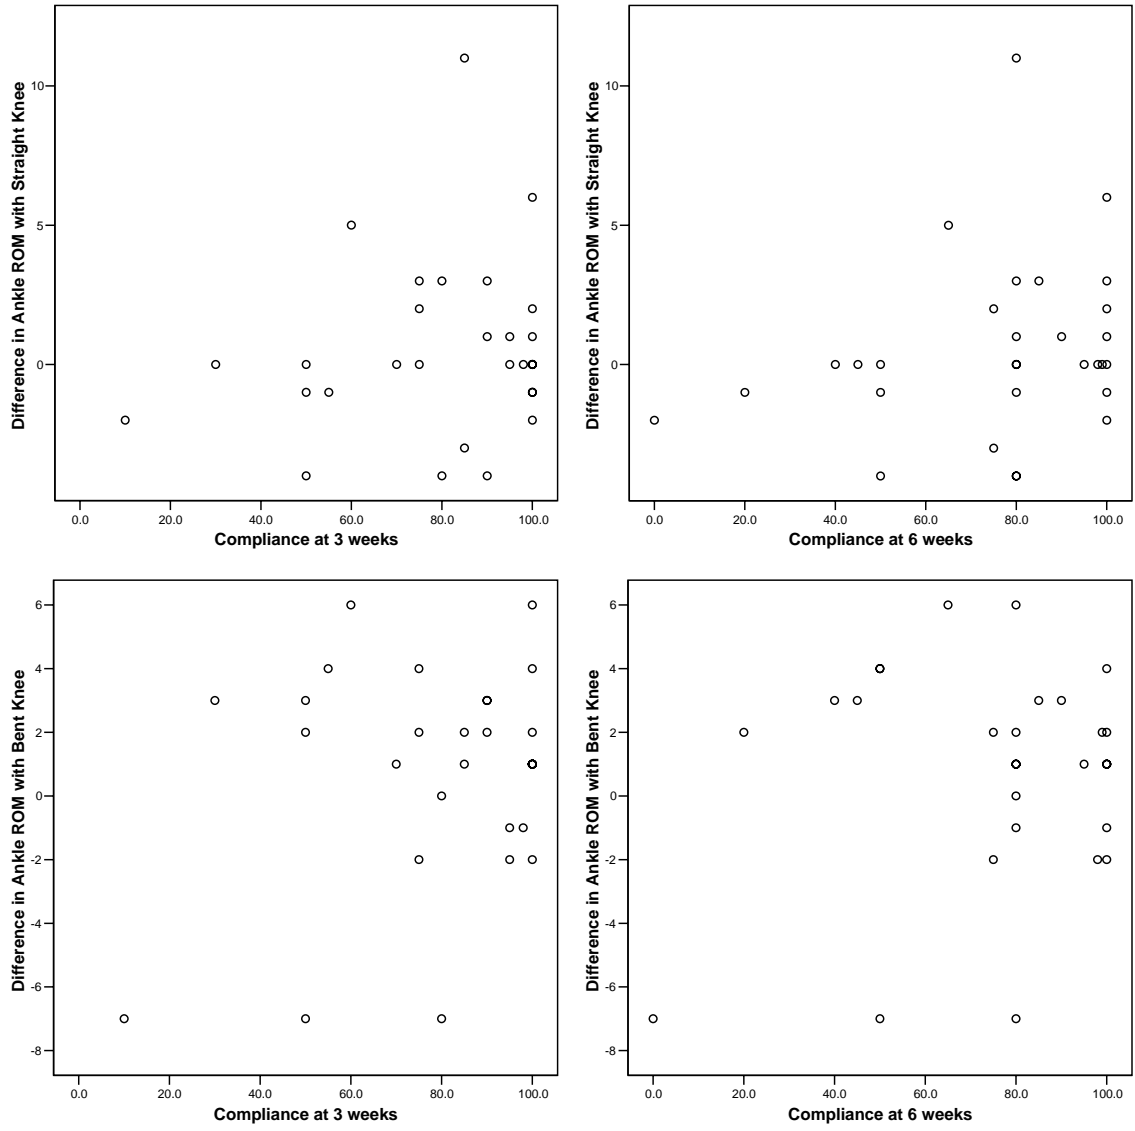 Difference in Ankle ROM with Straight Knee
10
5
0
0.0 20.0 40.0 60.0 80.0 100.0
Compliance at 3 weeks
Difference in Ankle ROM with Straight Knee
10
5
0
0.0 20.0 40.0 60.0 80.0 100.0
Compliance at 6 weeks
Difference in Ankle ROM with Bent Knee
6
4
2
0
-2
-4
-6
-8
0.0 20.0 40.0 60.0 80.0 100.0
Compliance at 3 weeks
Difference in Ankle ROM with Bent Knee
6
4
2
0
-2
-4
-6
-8
0.0 20.0 40.0 60.0 80.0 100.0
Compliance at 6 weeks